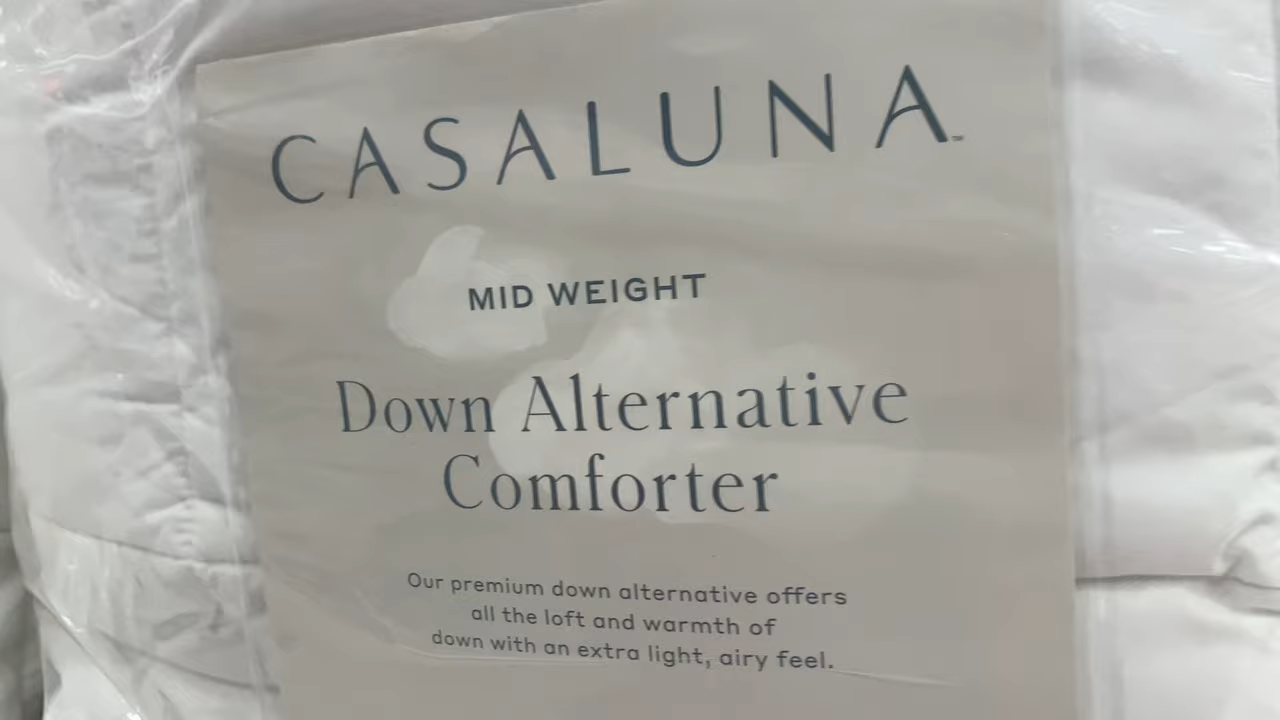 CASALUNA™
MID WEIGHT
Down Alternative
Comforter
Our premium down alternative offers
all the loft and warmth of
down with an extra light, airy feel.